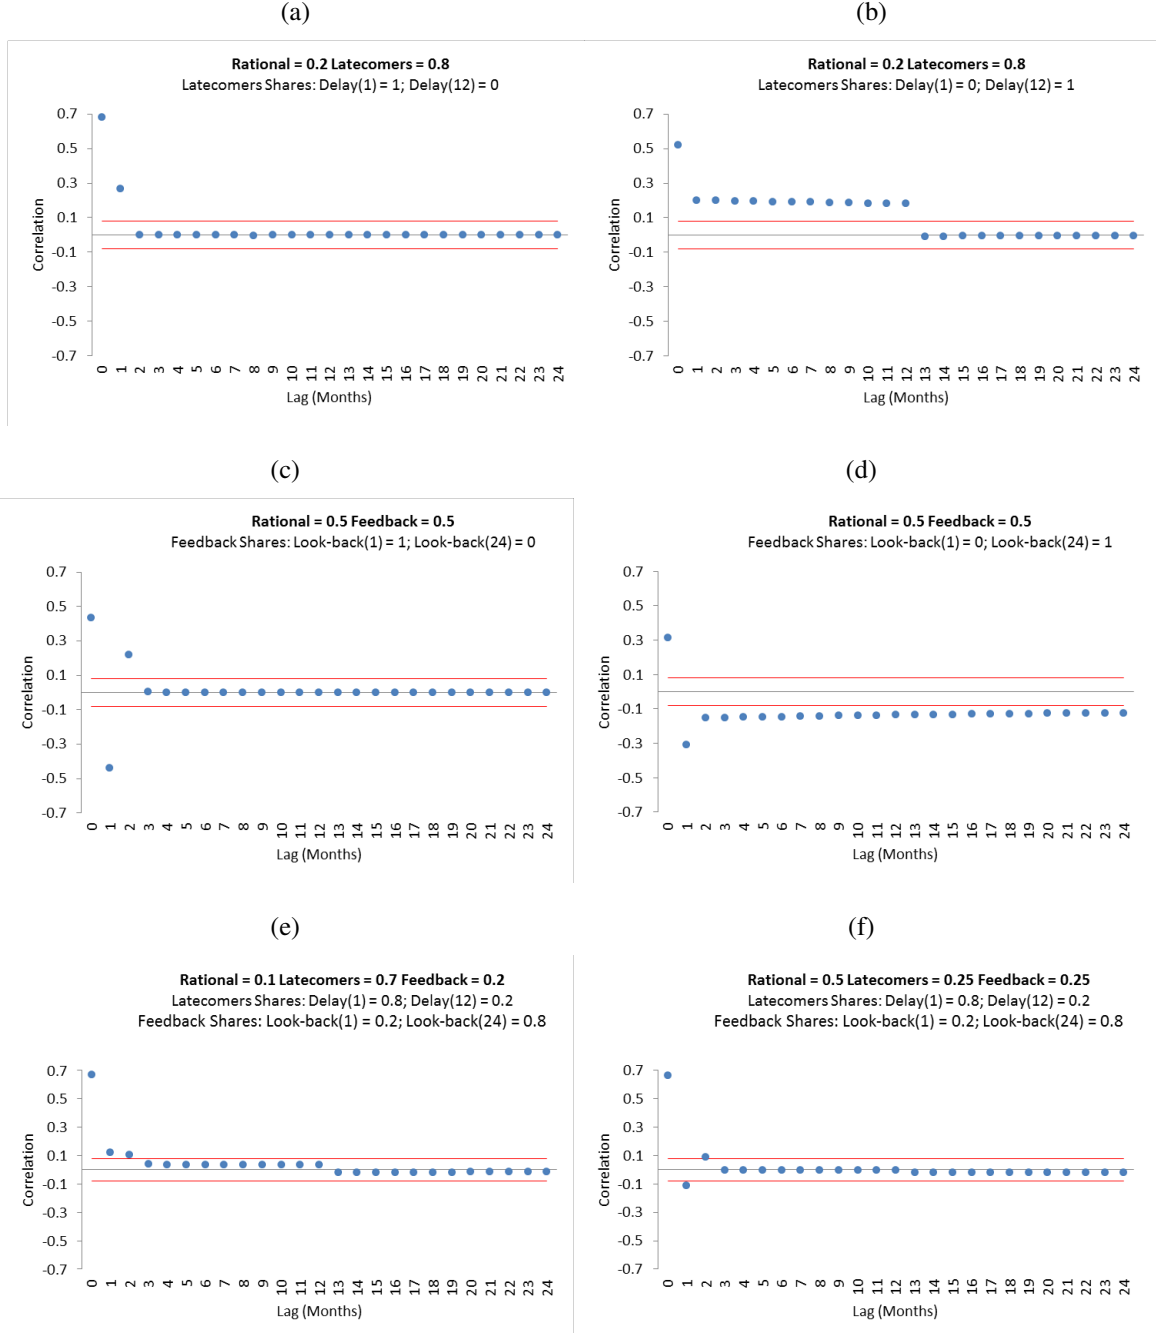 (a)
Rational = 0.2 Latecomers = 0.8
Latecomers Shares: Delay(1) = 1; Delay(12) = 0
0.7
0.5
0.3
0.1
-0.1
-0.3
-0.5
-0.7
Correlation
0 1 2 3 4 5 6 7 8 9 10 11 12 13 14 15 16 17 18 19 20 21 22 23 24
Lag (Months)
(b)
Rational = 0.2 Latecomers = 0.8
Latecomers Shares: Delay(1) = 0; Delay(12) = 1
0.7
0.5
0.3
0.1
-0.1
-0.3
-0.5
-0.7
Correlation
0 1 2 3 4 5 6 7 8 9 10 11 12 13 14 15 16 17 18 19 20 21 22 23 24
Lag (Months)
(c)
Rational = 0.5 Feedback = 0.5
Feedback Shares: Look-back(1) = 1; Look-back(24) = 0
0.7
0.5
0.3
0.1
-0.1
-0.3
-0.5
-0.7
Correlation
0 1 2 3 4 5 6 7 8 9 10 11 12 13 14 15 16 17 18 19 20 21 22 23 24
Lag (Months)
(d)
Rational = 0.5 Feedback = 0.5
Feedback Shares: Look-back(1) = 0; Look-back(24) = 1
0.7
0.5
0.3
0.1
-0.1
-0.3
-0.5
-0.7
Correlation
0 1 2 3 4 5 6 7 8 9 10 11 12 13 14 15 16 17 18 19 20 21 22 23 24
Lag (Months)
(e)
Rational = 0.1 Latecomers = 0.7 Feedback = 0.2
Latecomers Shares: Delay(1) = 0.8; Delay(12) = 0.2
Feedback Shares: Look-back(1) = 0.2; Look-back(24) = 0.8
0.7
0.5
0.3
0.1
-0.1
-0.3
-0.5
-0.7
Correlation
0 1 2 3 4 5 6 7 8 9 10 11 12 13 14 15 16 17 18 19 20 21 22 23 24
Lag (Months)
(f)
Rational = 0.5 Latecomers = 0.25 Feedback = 0.25
Latecomers Shares: Delay(1) = 0.8; Delay(12) = 0.2
Feedback Shares: Look-back(1) = 0.2; Look-back(24) = 0.8
0.7
0.5
0.3
0.1
-0.1
-0.3
-0.5
-0.7
Correlation
0 1 2 3 4 5 6 7 8 9 10 11 12 13 14 15 16 17 18 19 20 21 22 23 24
Lag (Months)